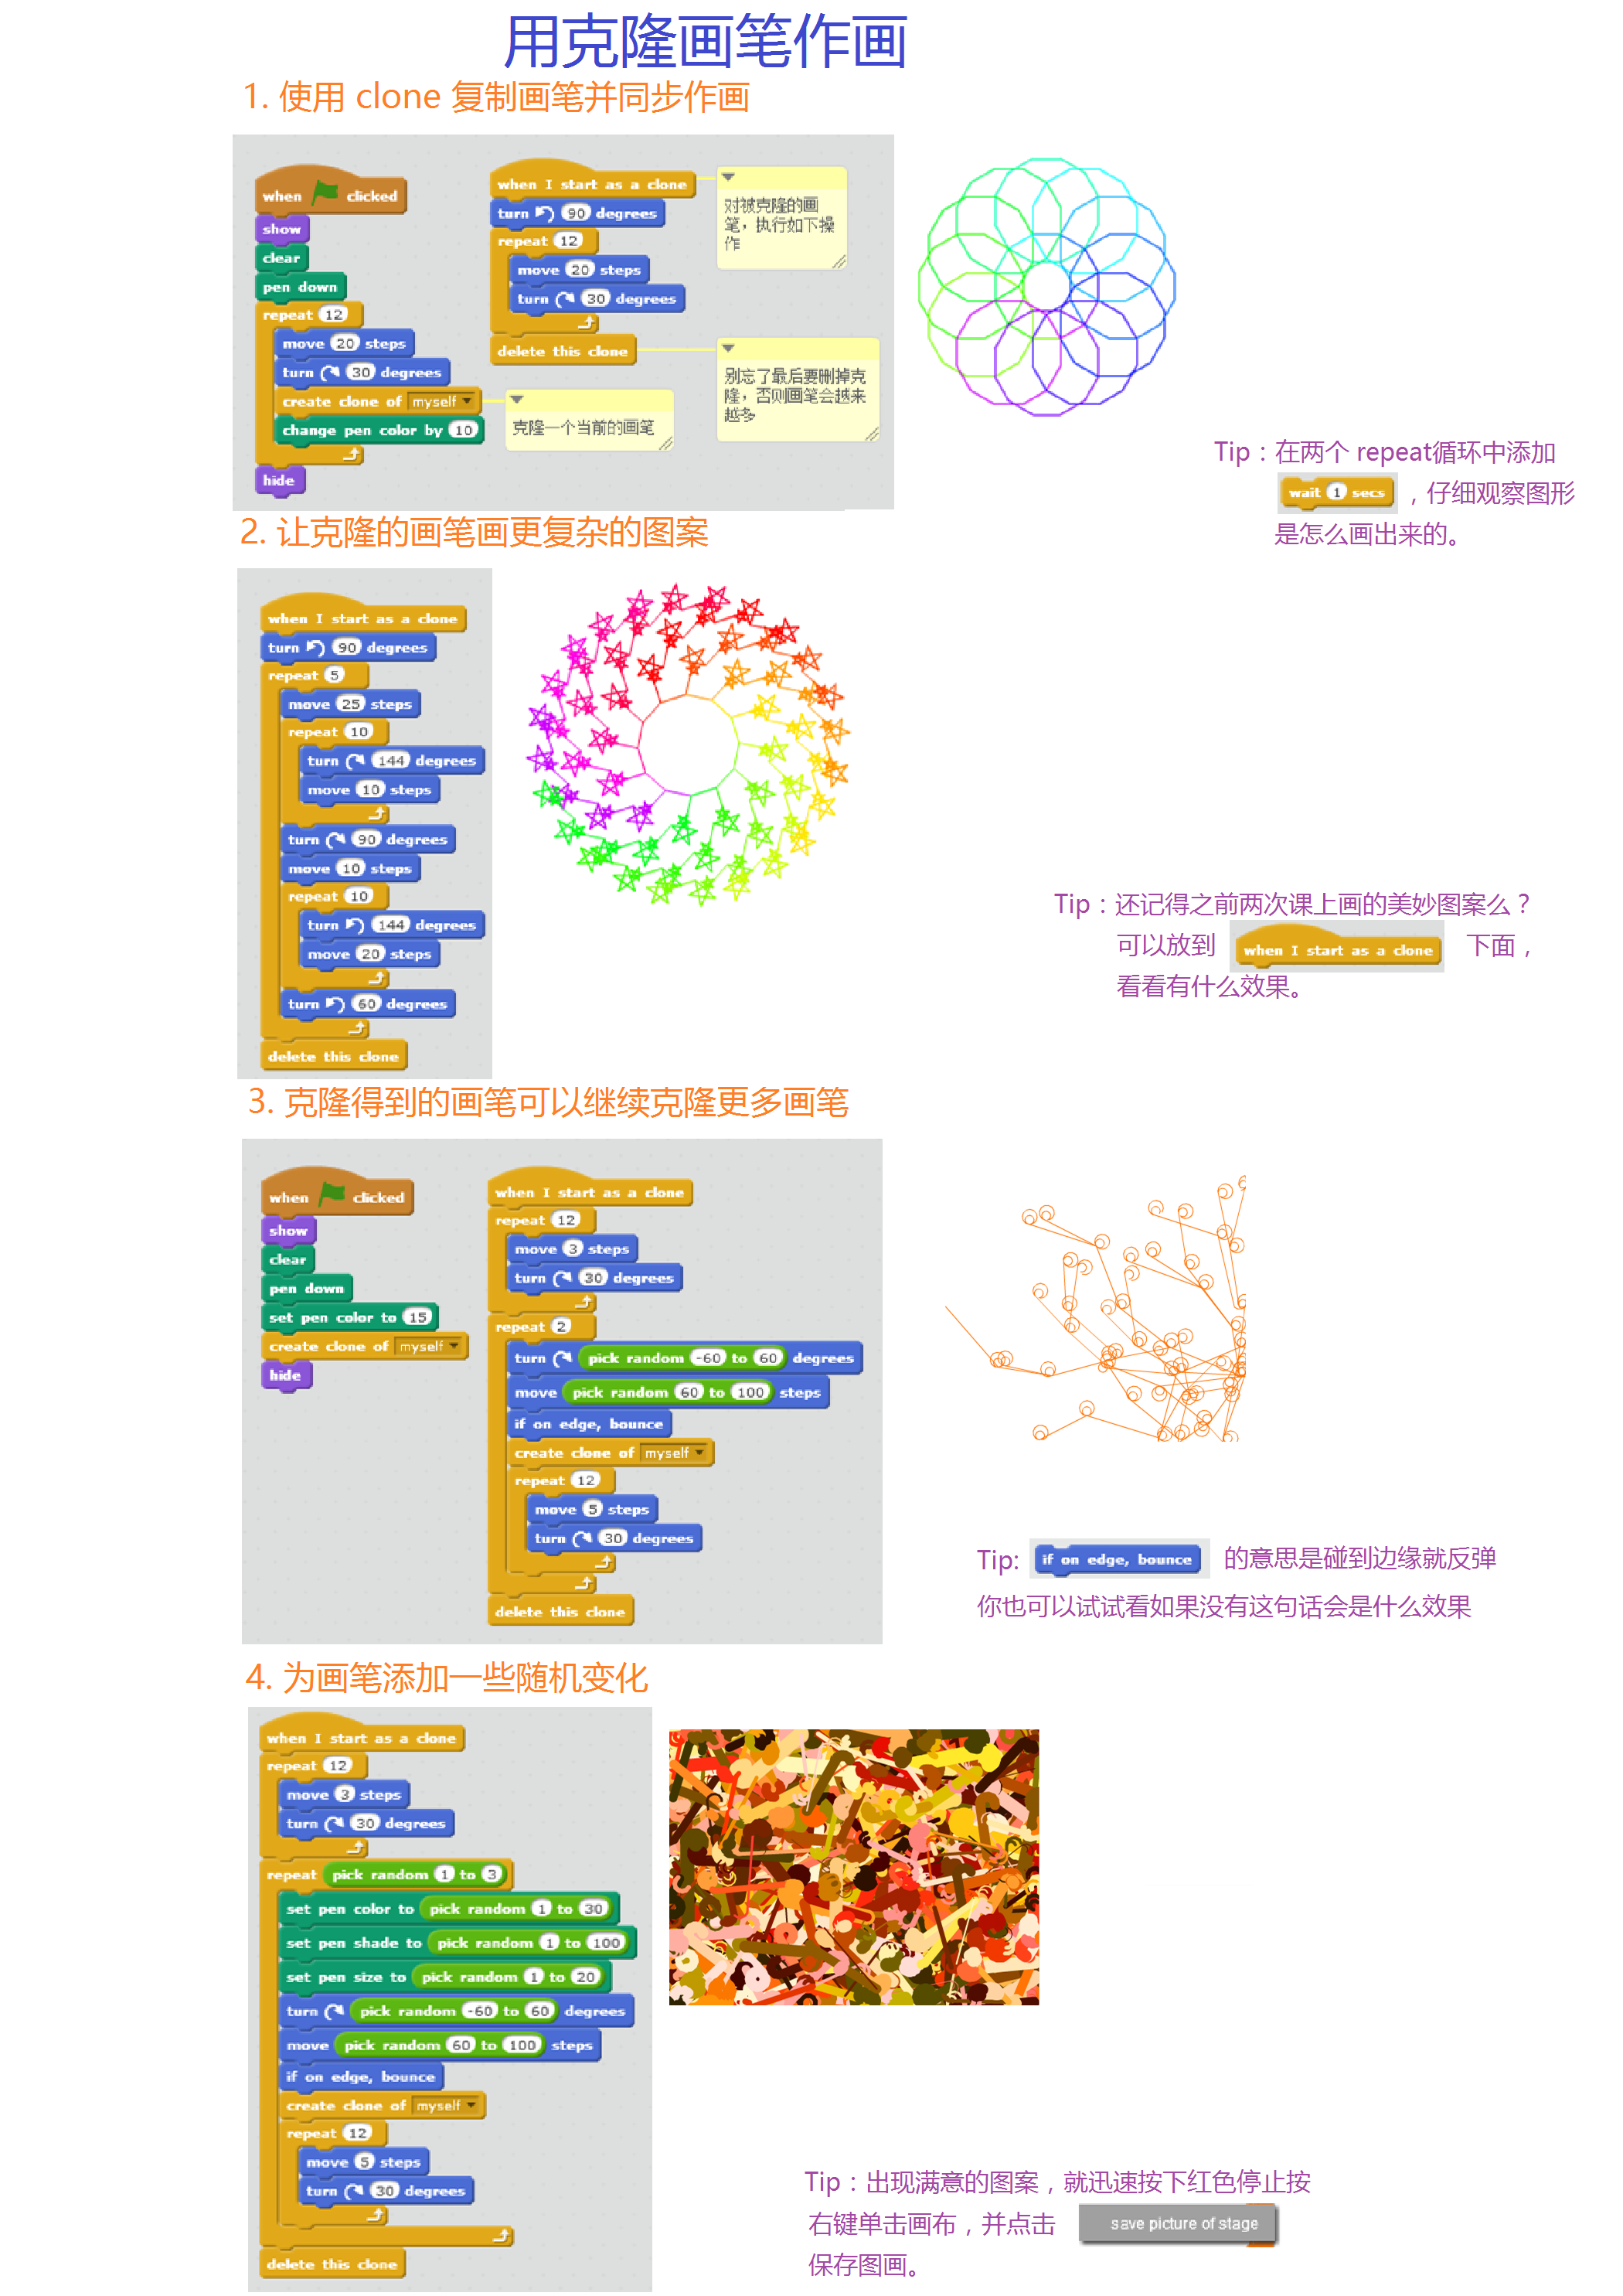 用克隆画笔作画
1. 使用 clone 复制画笔并同步作画
when clicked
show
clear
pen down
repeat 12
move 20 steps
turn 30 degrees
create clone of myself
change pen color by 10
hide
when I start as a clone
turn 90 degrees
repeat 12
move 20 steps
turn 30 degrees
delete this clone
对被克隆的画
笔，执行如下操
作
别忘了最后要删掉克
隆，否则画笔会越来
越多
克隆一个当前的画笔
Tip：在两个 repeat循环中添加
wait 1 secs ，仔细观察图形
是怎么画出来的。
2. 让克隆的画笔画更复杂的图案
when I start as a clone
turn 90 degrees
repeat 5
move 25 steps
repeat 10
turn 144 degrees
move 10 steps
turn 90 degrees
move 10 steps
repeat 10
turn 144 degrees
move 20 steps
turn 60 degrees
delete this clone
Tip：还记得之前两次课上画的美妙图案么？
可以放到 when I start as a clone 下面，
看看有什么效果。
3. 克隆得到的画笔可以继续克隆更多画笔
when clicked
show
clear
pen down
set pen color to 15
create clone of myself
hide
when I start as a clone
repeat 12
move 3 steps
turn 30 degrees
repeat 2
turn pick random -60 to 60 degrees
move pick random 60 to 100 steps
if on edge, bounce
create clone of myself
repeat 12
move 5 steps
turn 30 degrees
delete this clone
Tip: if on edge, bounce 的意思是碰到边缘就反弹
你也可以试试看如果没有这句话会是什么效果
4. 为画笔添加一些随机变化
when I start as a clone
repeat 12
move 3 steps
turn 30 degrees
repeat pick random 1 to 3
set pen color to pick random 1 to 30
set pen shade to pick random 1 to 100
set pen size to pick random 1 to 20
turn pick random -60 to 60 degrees
move pick random 60 to 100 steps
if on edge, bounce
create clone of myself
repeat 12
move 5 steps
turn 30 degrees
delete this clone
Tip：出现满意的图案，就迅速按下红色停止按
右键单击画布，并点击 save picture of stage
保存图画。